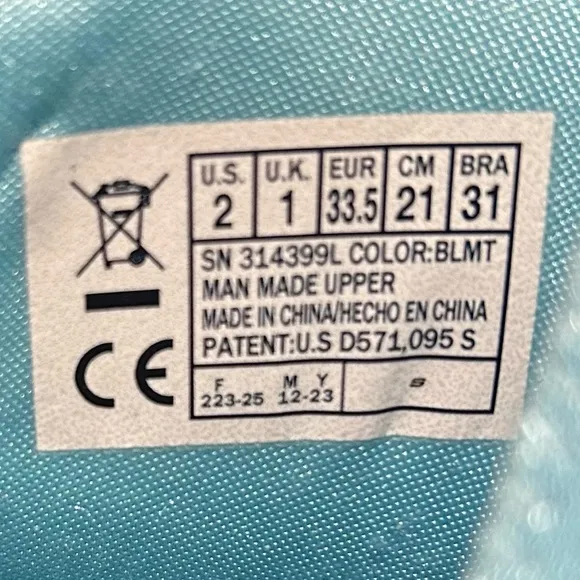 U.S. U.K. EUR CM BRA
2 1 33.5 21 31
SN 314399L COLOR:BLMT
MAN MADE UPPER
MADE IN CHINA/HECHO EN CHINA
PATENT:U.S D571,095 S
F M Y
223-25 12-23 S
CE